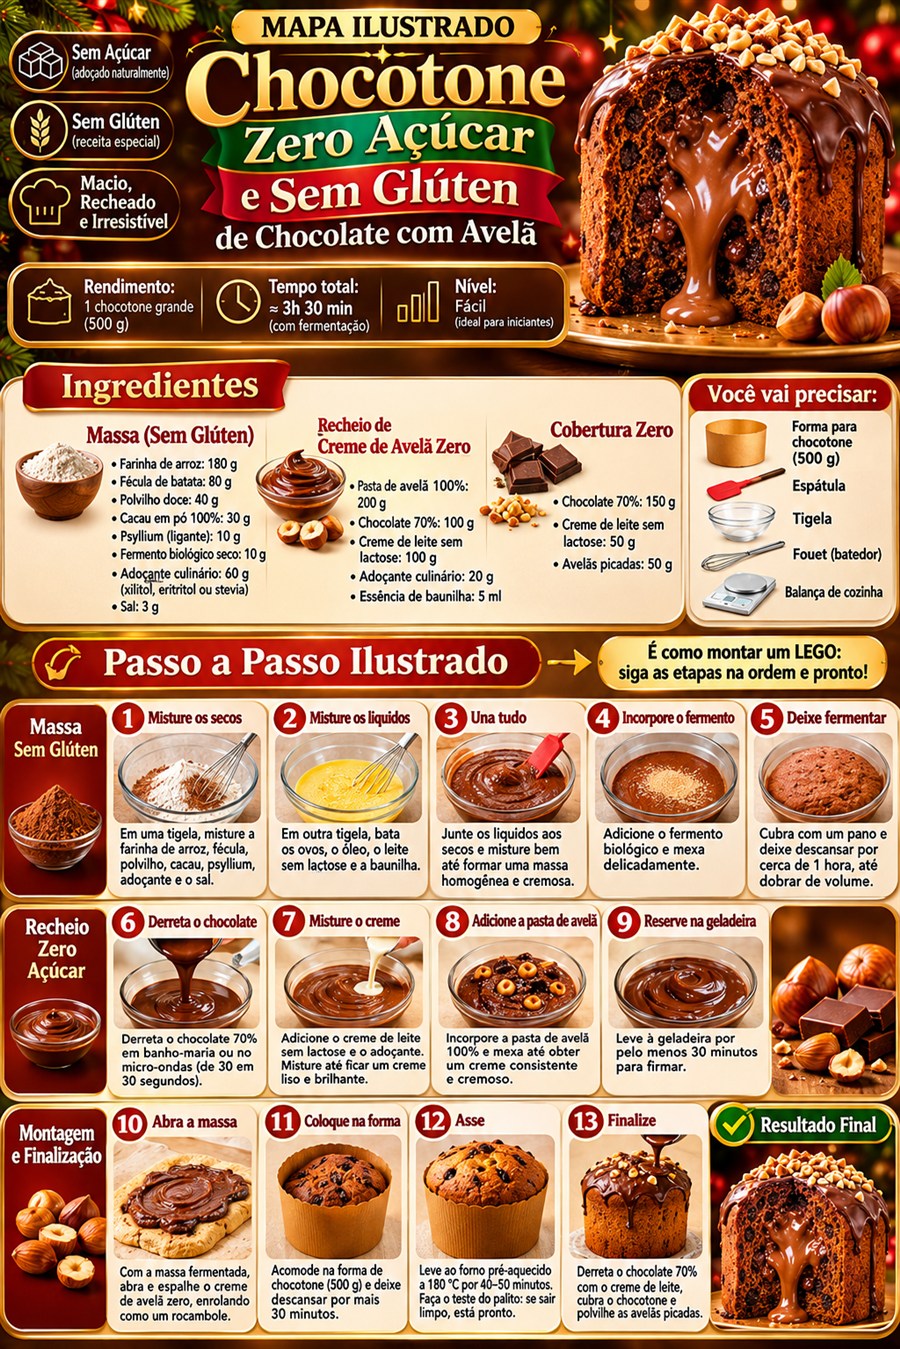 MAPA ILUSTRADO
Chocotone
Zero Açúcar
e Sem Glúten
de Chocolate com Avelã
Sem Açúcar
(adoçado naturalmente)
Sem Glúten
(receita especial)
Macio,
Recheado
e Irresistível
Rendimento:
1 chocotone grande
(500 g)
Tempo total:
≈ 3h 30 min
(com fermentação)
Nível:
Fácil
(ideal para iniciantes)
Ingredientes
Massa (Sem Glúten)
• Farinha de arroz: 180 g
• Fécula de batata: 80 g
• Polvilho doce: 40 g
• Cacau em pó 100%: 30 g
• Psyllium (ligante): 10 g
• Fermento biológico seco: 10 g
• Adoçante culinário: 60 g
(xilitol, eritritol ou stevia)
• Sal: 3 g
Recheio de
Creme de Avelã Zero
• Pasta de avelã 100%:
200 g
• Chocolate 70%: 100 g
• Creme de leite sem
lactose: 100 g
• Adoçante culinário: 20 g
• Essência de baunilha: 5 ml
Cobertura Zero
• Chocolate 70%: 150 g
• Creme de leite sem
lactose: 50 g
• Avelãs picadas: 50 g
Você vai precisar:
Forma para
chocotone
(500 g)
Espátula
Tigela
Fouet (batedor)
Balança de cozinha
Passo a Passo Ilustrado
É como montar um LEGO:
siga as etapas na ordem e pronto!
Massa
Sem Glúten
1 Misture os secos
Em uma tigela, misture a
farinha de arroz, fécula,
polvilho, cacau, psyllium,
adoçante e o sal.
2 Misture os liquidos
Em outra tigela, bata
os ovos, o óleo, o leite
sem lactose e a baunilha.
3 Una tudo
Junte os liquidos aos
secos e misture bem
até formar uma massa
homogênea e cremosa.
4 Incorpore o fermento
Adicione o fermento
biológico e mexa
delicadamente.
5 Deixe fermentar
Cubra com um pano e
deixe descansar por
cerca de 1 hora, até
dobrar de volume.
Recheio
Zero
Açúcar
6 Derreta o chocolate
Derreta o chocolate 70%
em banho-maria ou no
micro-ondas (de 30 em
30 segundos).
7 Misture o creme
Adicione o creme de leite
sem lactose e o adoçante.
Misture até ficar um creme
liso e brilhante.
8 Adicione a pasta de avelã
Incorpore a pasta de avelã
100% e mexa até obter
um creme consistente
e cremoso.
9 Reserve na geladeira
Leve à geladeira por
pelo menos 30 minutos
para firmar.
Montagem
e Finalização
10 Abra a massa
Com a massa fermentada,
abra e espalhe o creme
de avelã zero, enrolando
como um rocambole.
11 Coloque na forma
Acomode na forma de
chocotone (500 g) e deixe
descansar por mais
30 minutos.
12 Asse
Leve ao forno pré-aquecido
a 180 °C por 40–50 minutos.
Faça o teste do palito: se sair
limpo, está pronto.
13 Finalize
Derreta o chocolate 70%
com o creme de leite,
cubra o chocotone e
polvilhe as avelãs picadas.
Resultado Final